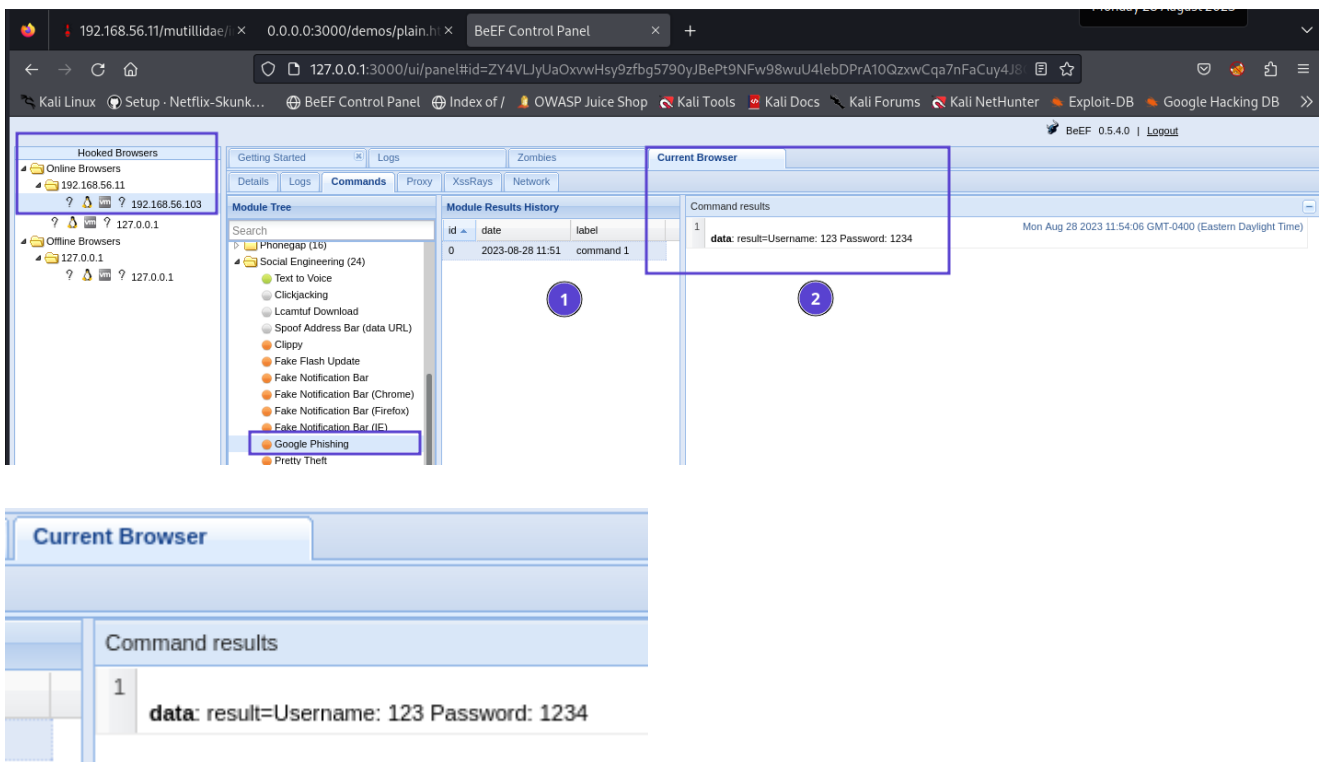 192.168.56.11/mutillidae/i
0.0.0.0:3000/demos/plain.ht
BeEF Control Panel
127.0.0.1:3000/ui/panel#id=ZY4VLJyUaOxvwHsy9zfbg5790yJBePt9NFw98wuU4lebDPrA10QzxwCqa7nFaCuy4J8
Kali Linux Setup · Netflix-Skunk... BeEF Control Panel Index of / OWASP Juice Shop Kali Tools Kali Docs Kali Forums Kali NetHunter Exploit-DB Google Hacking DB
BeEF 0.5.4.0 | Logout
Hooked Browsers
Online Browsers
192.168.56.11
? ? 192.168.56.103
? ? 127.0.0.1
Offline Browsers
127.0.0.1
? ? 127.0.0.1
Getting Started Logs Zombies Current Browser
Details Logs Commands Proxy XssRays Network
Module Tree
Search
Phonegap (16)
Social Engineering (24)
Text to Voice
Clickjacking
Lcamtuf Download
Spoof Address Bar (data URL)
Clippy
Fake Flash Update
Fake Notification Bar
Fake Notification Bar (Chrome)
Fake Notification Bar (Firefox)
Fake Notification Bar (IE)
Google Phishing
Pretty Theft
Module Results History
id date label
0 2023-08-28 11:51 command 1
1
Command results
1 Mon Aug 28 2023 11:54:06 GMT-0400 (Eastern Daylight Time)
data: result=Username: 123 Password: 1234
2
Current Browser
Command results
1
data: result=Username: 123 Password: 1234